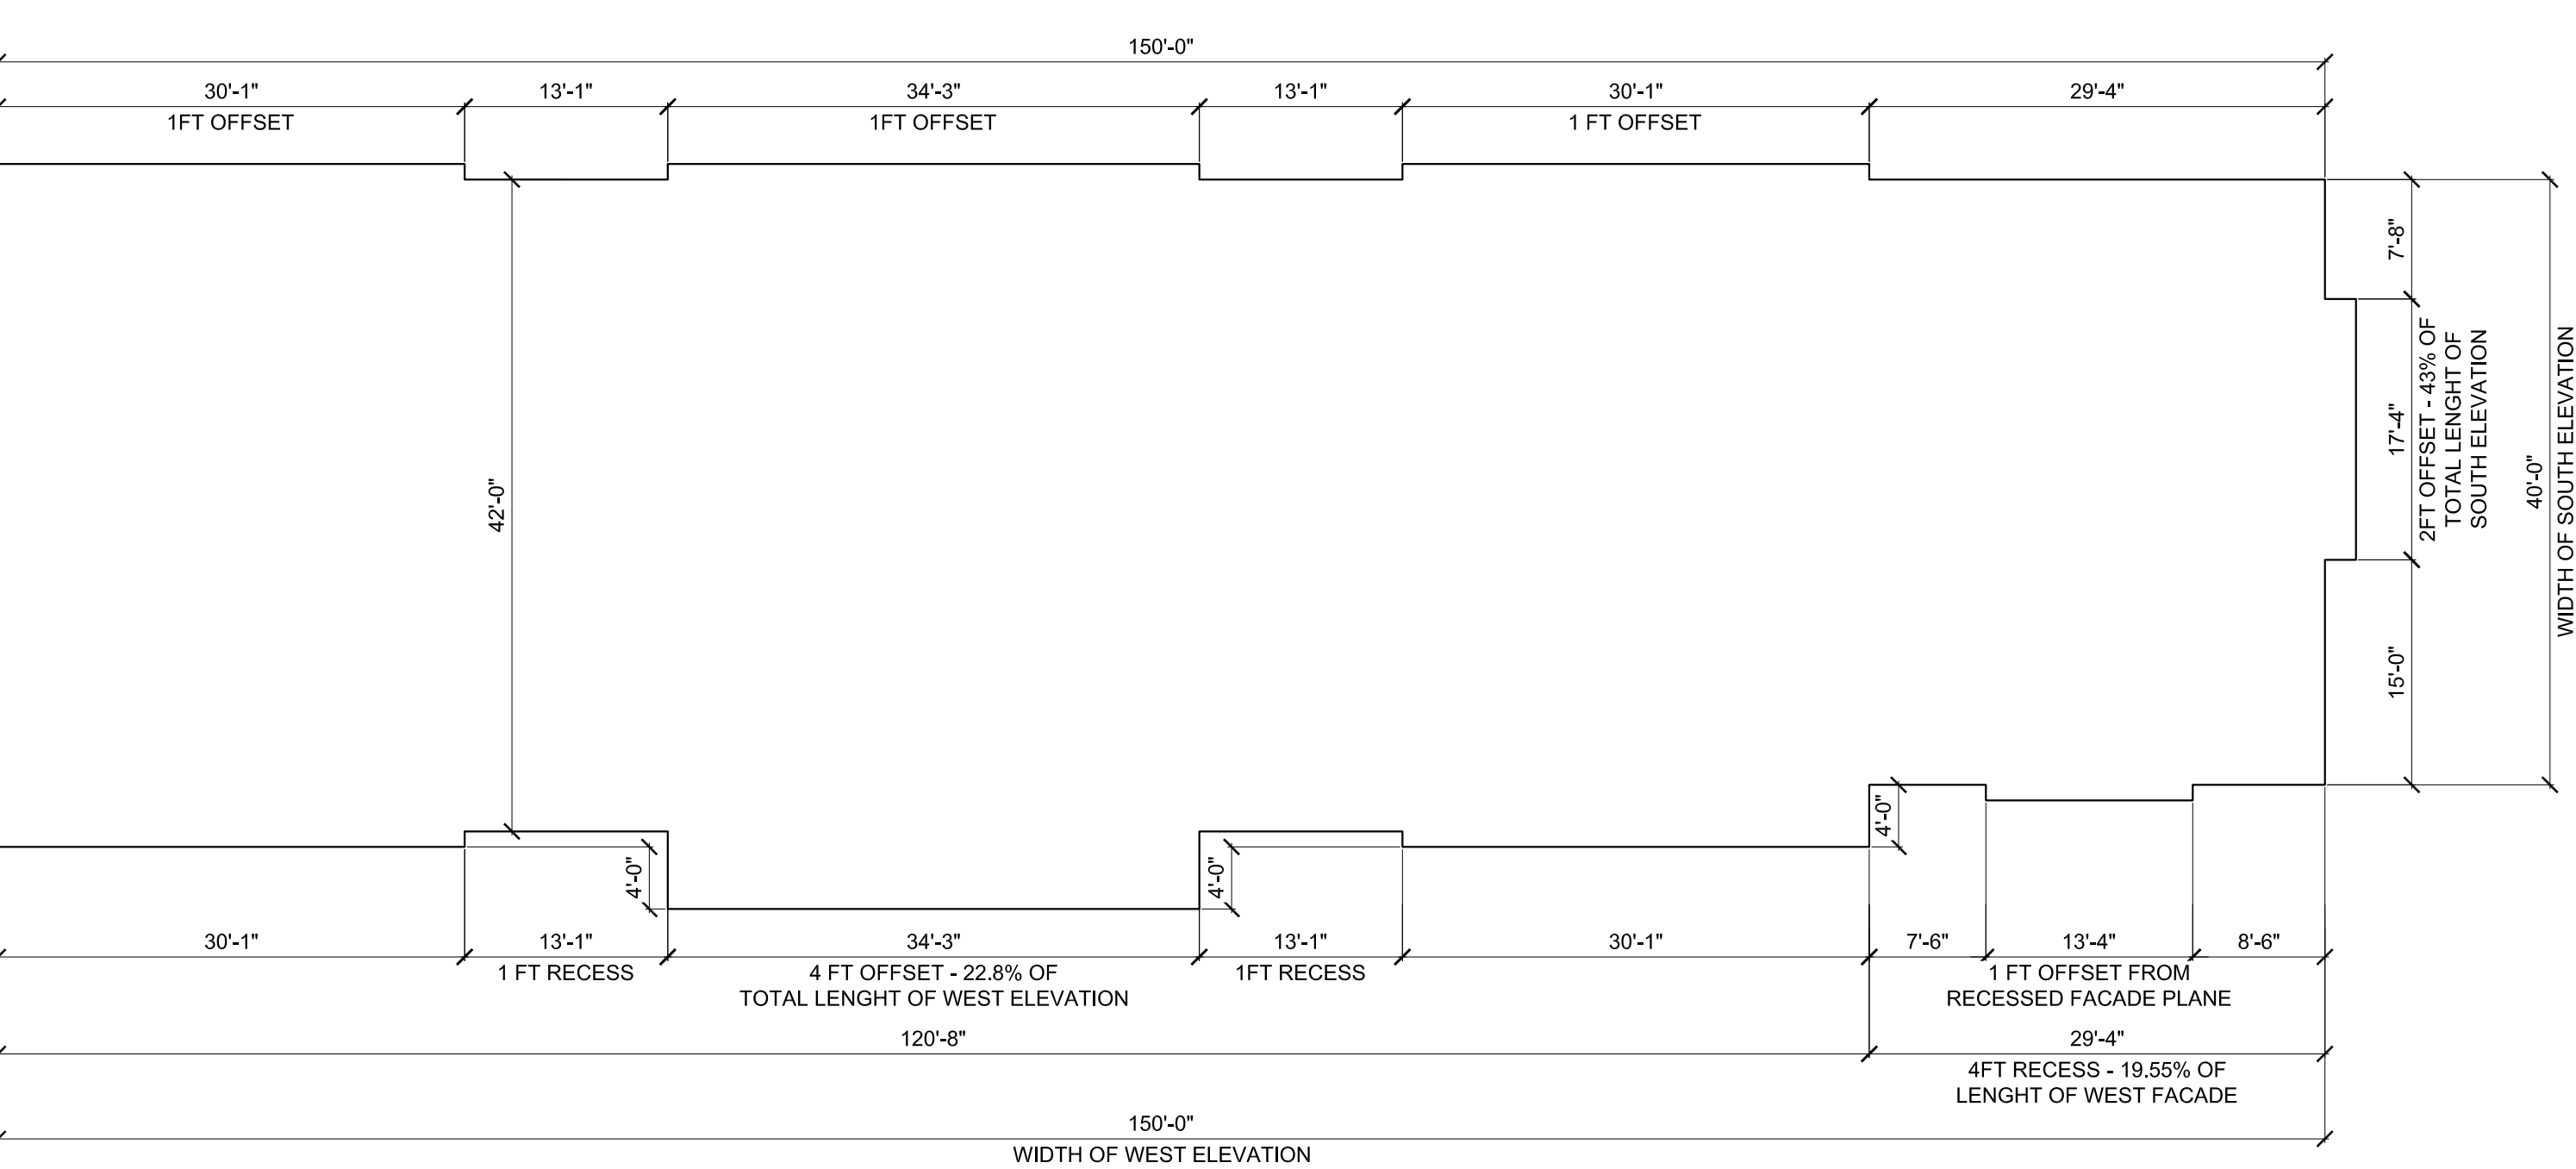 150'-0"
30'-1"
13'-1"
34'-3"
13'-1"
30'-1"
29'-4"
1FT OFFSET
1FT OFFSET
1 FT OFFSET
7'-8"
2FT OFFSET - 43% OF
TOTAL LENGHT OF
SOUTH ELEVATION
17'-4"
40'-0"
WIDTH OF SOUTH ELEVATION
42'-0"
15'-0"
4'-0"
4'-0"
4'-0"
30'-1"
13'-1"
34'-3"
13'-1"
30'-1"
7'-6"
13'-4"
8'-6"
1 FT RECESS
4 FT OFFSET - 22.8% OF
TOTAL LENGHT OF WEST ELEVATION
1FT RECESS
1 FT OFFSET FROM
RECESSED FACADE PLANE
120'-8"
29'-4"
4FT RECESS - 19.55% OF
LENGHT OF WEST FACADE
150'-0"
WIDTH OF WEST ELEVATION